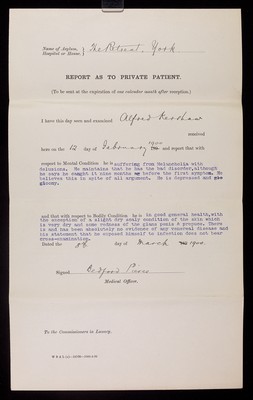 Name of Asylum, Hospital or House. } The Retreat. York
REPORT AS TO PRIVATE PATIENT.
[To be sent at the expiration of one calendar month after reception.]
I have this day seen and examined Alfred Kershaw
received
here on the 12 day of February 1900 and report that with
respect to Mental Condition he is suffering from Melancholia with
delusions. He maintains that he has the bad disorder, although
he says he caught it nine months before the first symptom. He
believes this in spite of all argument. He is depressed and
gloomy.
and that with respect to Bodily Condition he is in good general health, with
the exception of a slight dry scaly condition of the skin which
is very dry and some redness of the glans penis & prepuce. There
is and has been absolutely no evidence of any venereal disease and
his statement that he exposed himself to infection does not bear
cross-examination.
Dated the day of March 1900.
Signed, Bedford Pierce
Medical Officer.
To the Commissioners in Lunacy.